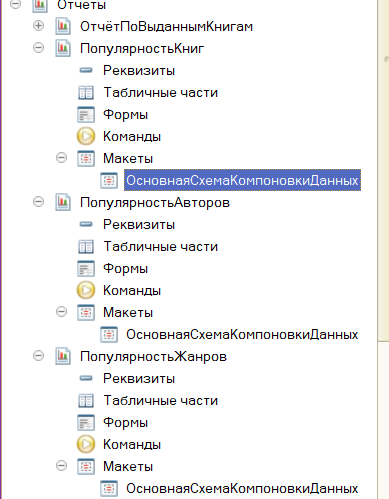 Отчеты
ОтчётПоВыданнымКнигам
ПопулярностьКниг
Реквизиты
Табличные части
Формы
Команды
Макеты
ОсновнаяСхемаКомпоновкиДанных
ПопулярностьАвторов
Реквизиты
Табличные части
Формы
Команды
Макеты
ОсновнаяСхемаКомпоновкиДанных
ПопулярностьЖанров
Реквизиты
Табличные части
Формы
Команды
Макеты
ОсновнаяСхемаКомпоновкиДанных